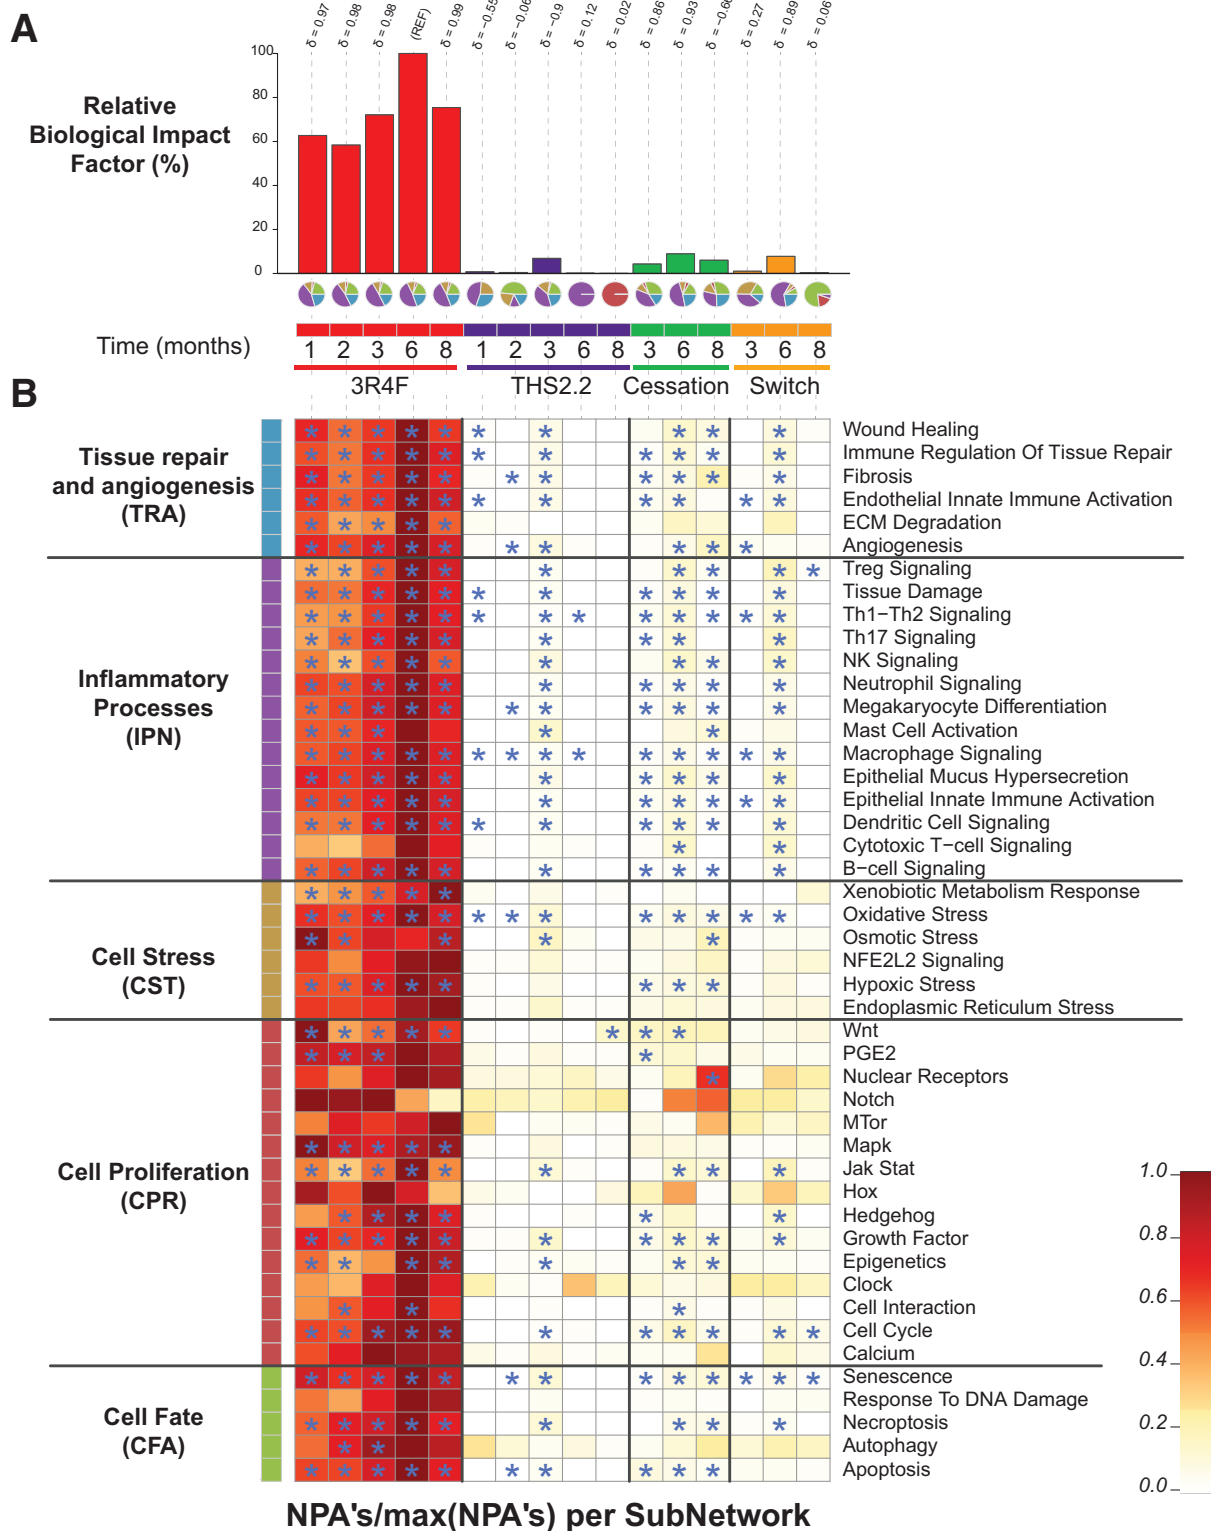 A
δ = 0.97
δ = 0.98
δ = 0.98
(REF)
δ = 0.99
δ = −0.55
δ = −0.06
δ = −0.9
δ = 0.12
δ = 0.02
δ = 0.86
δ = 0.93
δ = 0.27
δ = 0.89
δ = 0.06
Relative
Biological Impact
Factor (%)
100
80
60
40
20
0
Time (months)
1 2 3 6 8 1 2 3 6 8 3 6 8 3 6 8
3R4F THS2.2 Cessation Switch
B
Tissue repair
and angiogenesis
(TRA)
Wound Healing
Immune Regulation Of Tissue Repair
Fibrosis
Endothelial Innate Immune Activation
ECM Degradation
Angiogenesis
Inflammatory
Processes
(IPN)
Treg Signaling
Tissue Damage
Th1−Th2 Signaling
Th17 Signaling
NK Signaling
Neutrophil Signaling
Megakaryocyte Differentiation
Mast Cell Activation
Macrophage Signaling
Epithelial Mucus Hypersecretion
Epithelial Innate Immune Activation
Dendritic Cell Signaling
Cytotoxic T−cell Signaling
B−cell Signaling
Cell Stress
(CST)
Xenobiotic Metabolism Response
Oxidative Stress
Osmotic Stress
NFE2L2 Signaling
Hypoxic Stress
Endoplasmic Reticulum Stress
Cell Proliferation
(CPR)
Wnt
PGE2
Nuclear Receptors
Notch
MTor
Mapk
Jak Stat
Hox
Hedgehog
Growth Factor
Epigenetics
Clock
Cell Interaction
Cell Cycle
Calcium
Cell Fate
(CFA)
Senescence
Response To DNA Damage
Necroptosis
Autophagy
Apoptosis
1.0
0.8
0.6
0.4
0.2
0.0
NPA's/max(NPA's) per SubNetwork